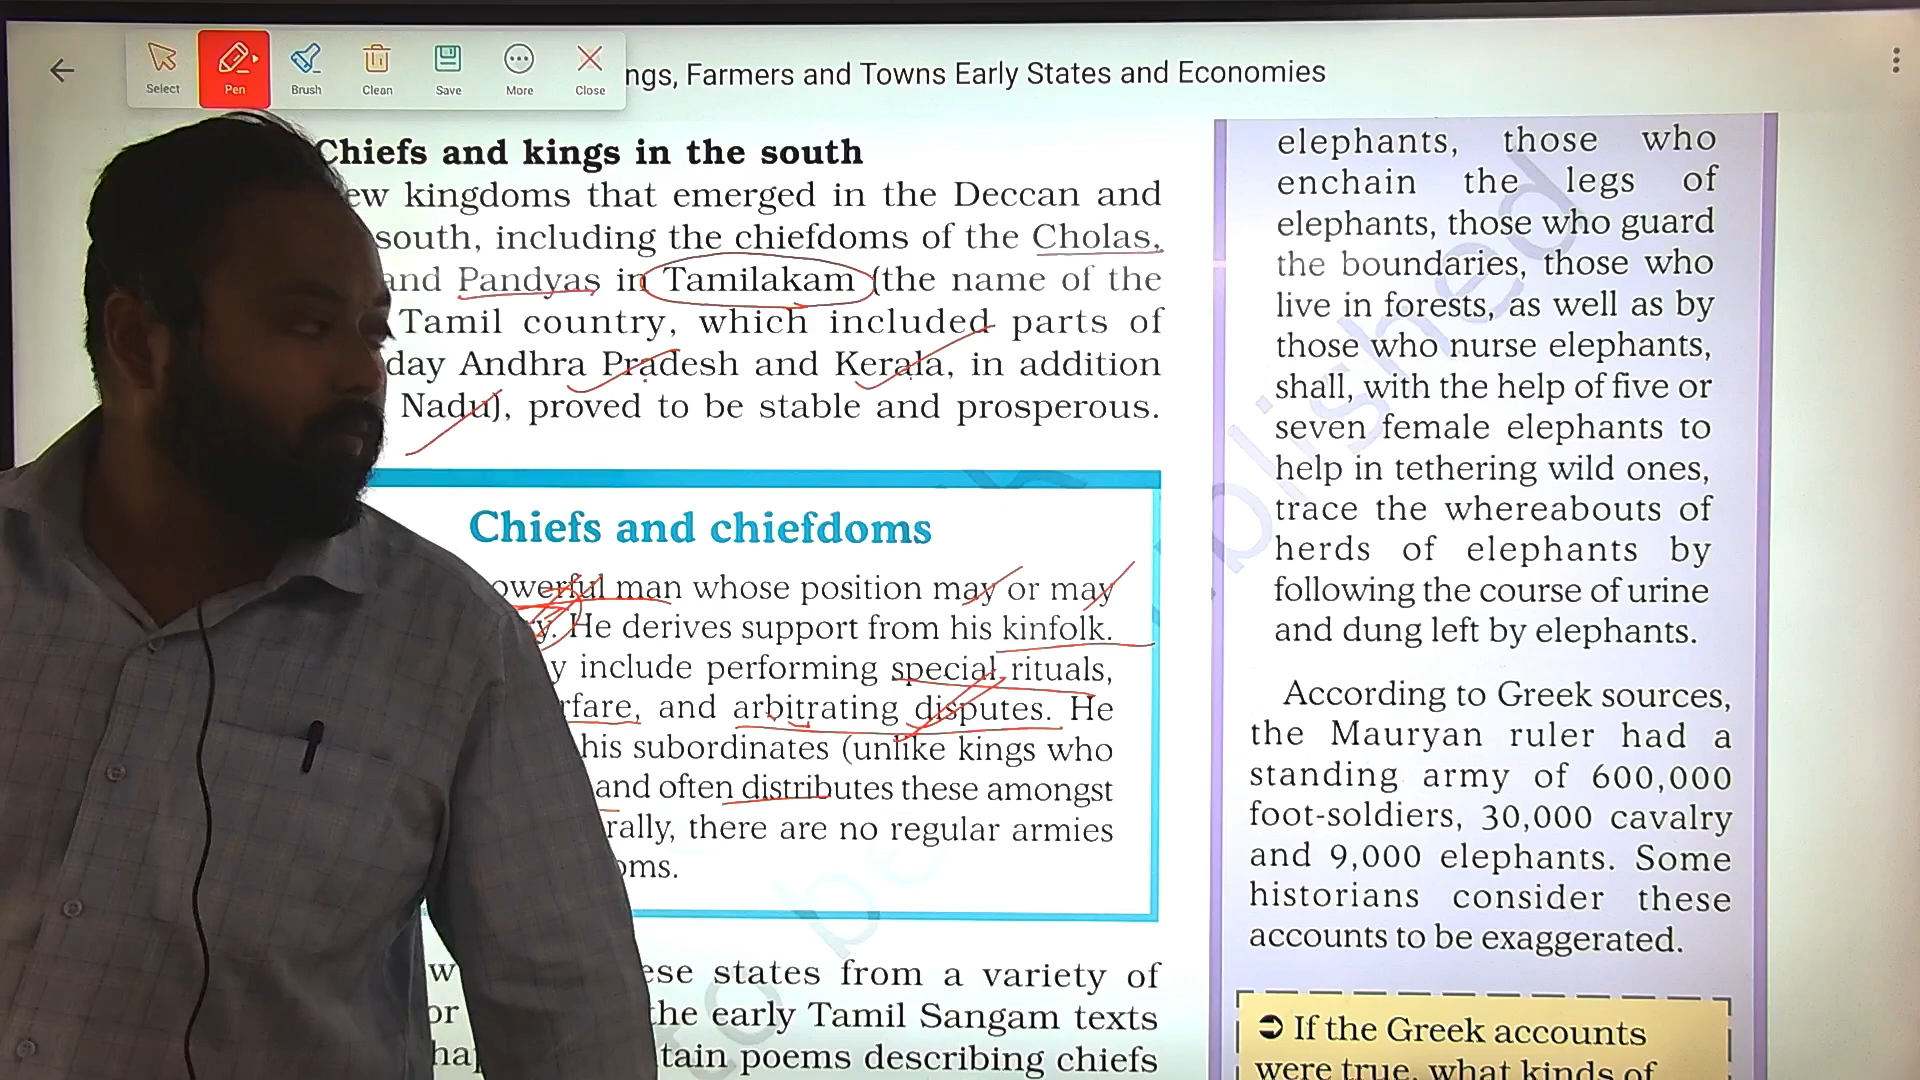 Select Pen Brush Clean Save More Close
ngs, Farmers and Towns Early States and Economies
Chiefs and kings in the south
ew kingdoms that emerged in the Deccan and
south, including the chiefdoms of the Cholas,
and Pandyas in Tamilakam (the name of the
Tamil country, which included parts of
day Andhra Pradesh and Kerala, in addition
Nadu), proved to be stable and prosperous.
Chiefs and chiefdoms
owerful man whose position may or may
y. He derives support from his kinfolk.
y include performing special rituals,
rfare, and arbitrating disputes. He
his subordinates (unlike kings who
and often distributes these amongst
rally, there are no regular armies
oms.
w ese states from a variety of
or the early Tamil Sangam texts
hap tain poems describing chiefs
elephants, those who
enchain the legs of
elephants, those who guard
the boundaries, those who
live in forests, as well as by
those who nurse elephants,
shall, with the help of five or
seven female elephants to
help in tethering wild ones,
trace the whereabouts of
herds of elephants by
following the course of urine
and dung left by elephants.
According to Greek sources,
the Mauryan ruler had a
standing army of 600,000
foot-soldiers, 30,000 cavalry
and 9,000 elephants. Some
historians consider these
accounts to be exaggerated.
➲ If the Greek accounts
were true, what kinds of